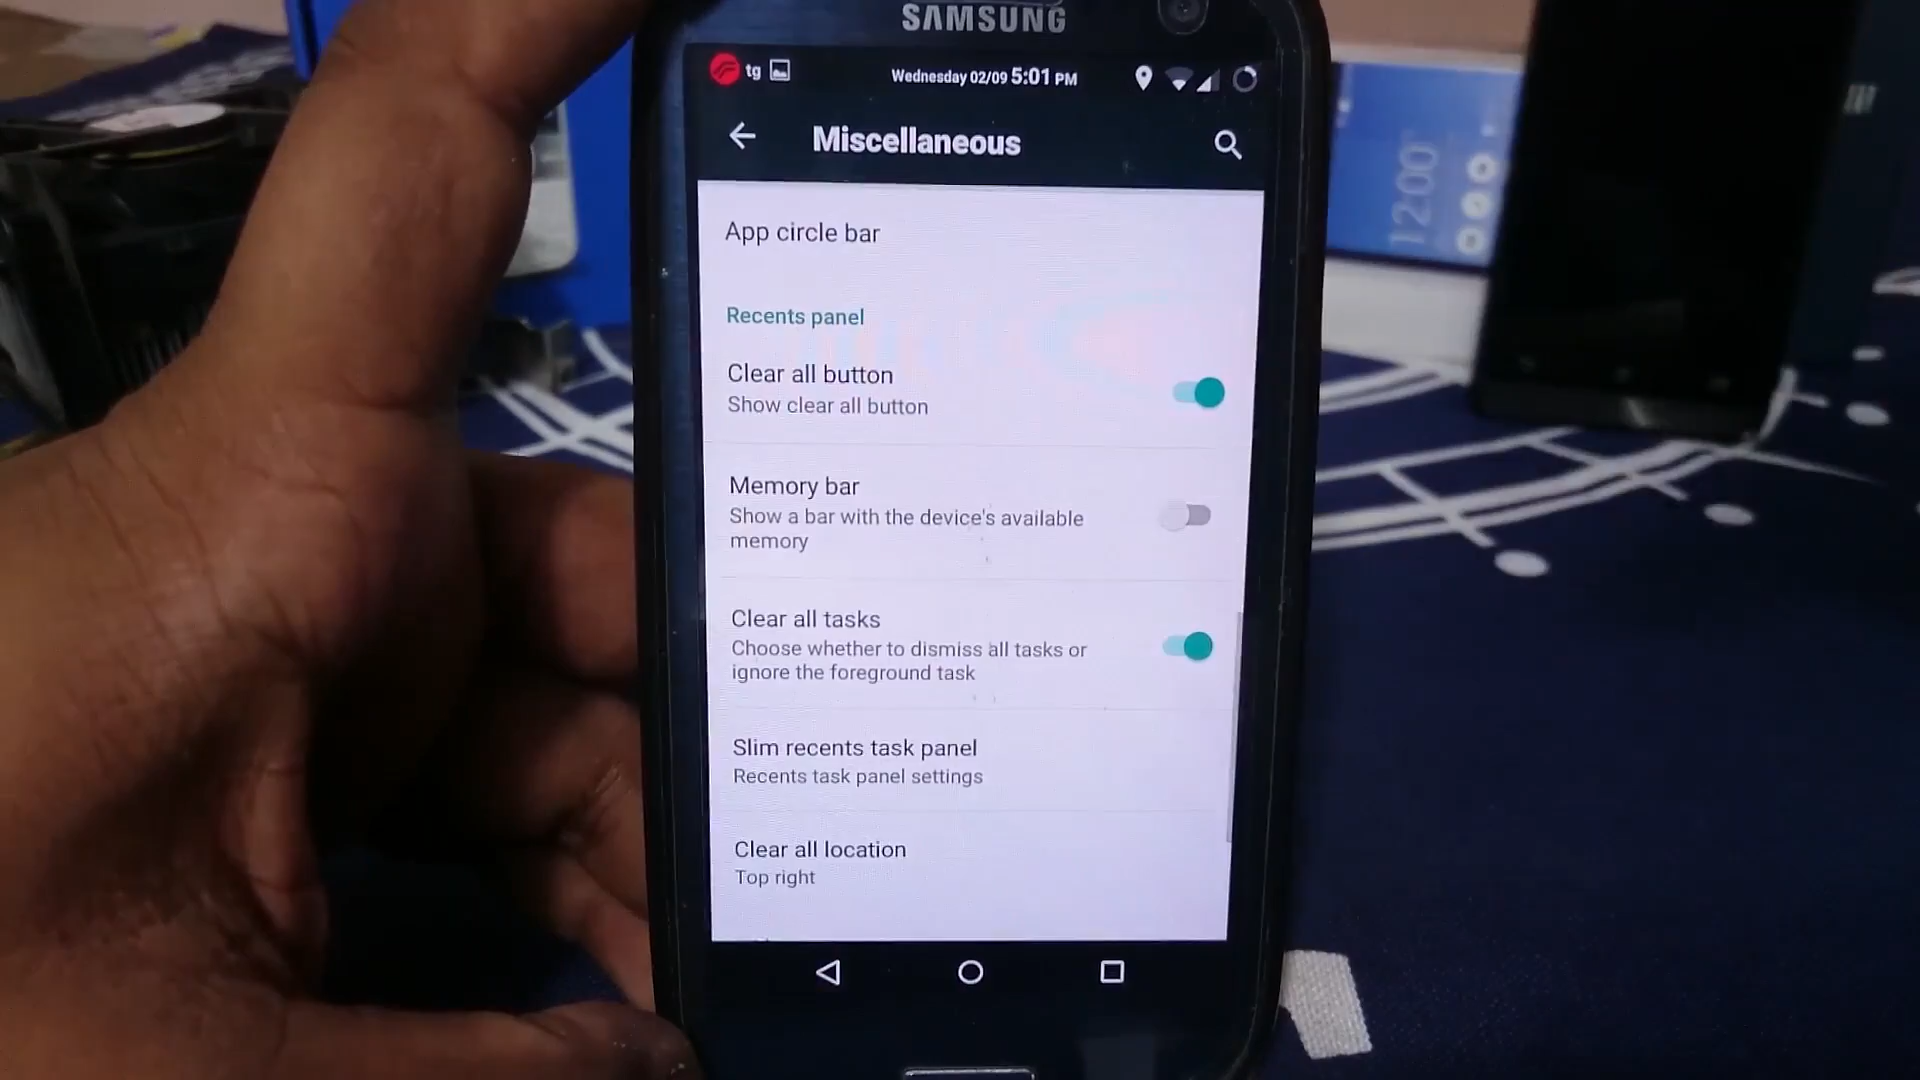 SAMSUNG
tg
Wednesday 02/09 5:01 PM
Miscellaneous
App circle bar
Recents panel
Clear all button
Show clear all button
Memory bar
Show a bar with the device's available
memory
Clear all tasks
Choose whether to dismiss all tasks or
ignore the foreground task
Slim recents task panel
Recents task panel settings
Clear all location
Top right
12:00